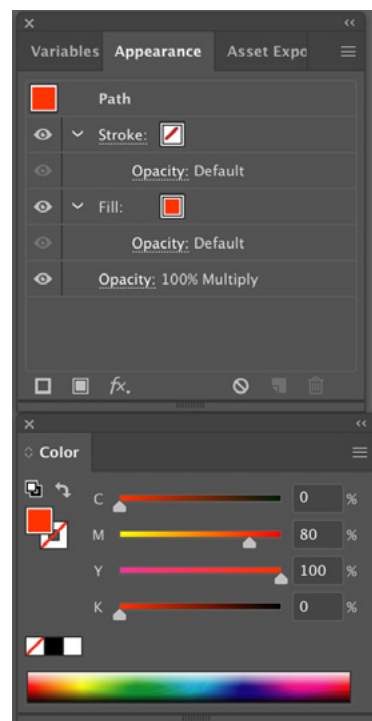 Variables Appearance Asset Expo
Path
Stroke:
Opacity: Default
Fill:
Opacity: Default
Opacity: 100% Multiply
fx.
Color
C 0 %
M 80 %
Y 100 %
K 0 %